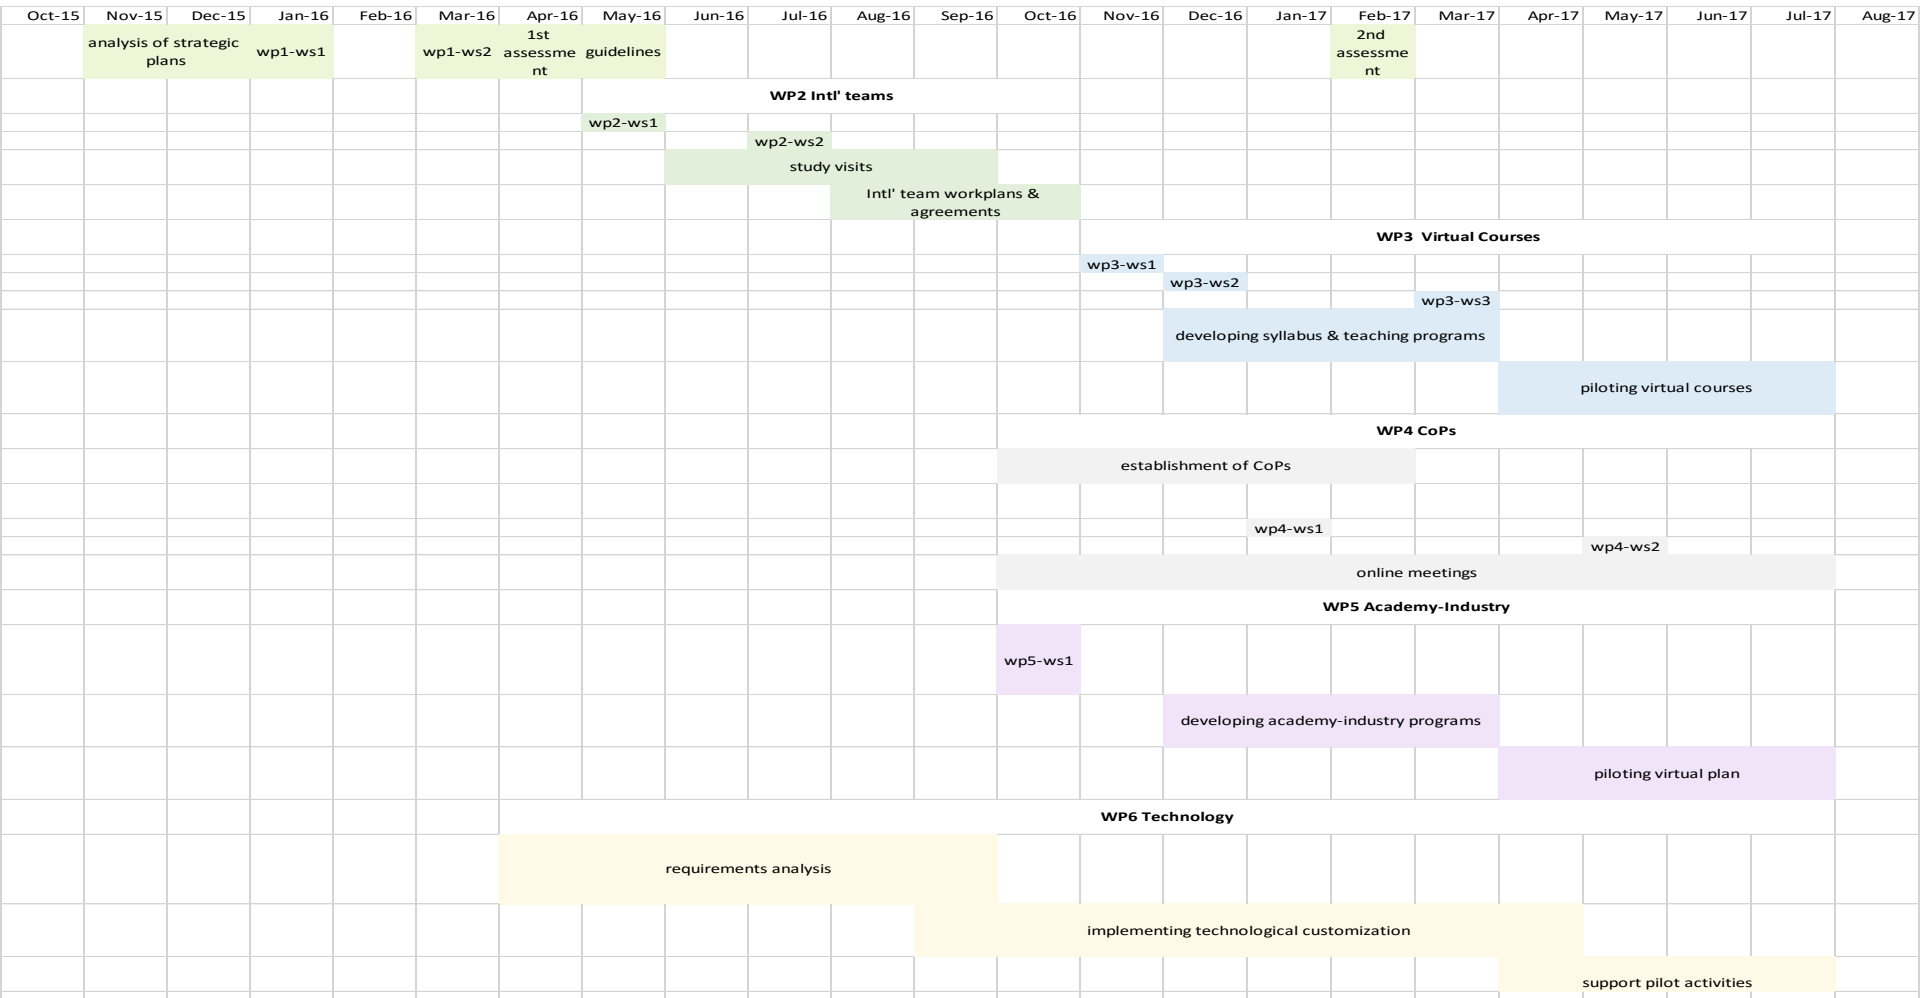 Oct-15 Nov-15 Dec-15 Jan-16 Feb-16 Mar-16 Apr-16 May-16 Jun-16 Jul-16 Aug-16 Sep-16 Oct-16 Nov-16 Dec-16 Jan-17 Feb-17 Mar-17 Apr-17 May-17 Jun-17 Jul-17 Aug-17
analysis of strategic
plans
wp1-ws1
wp1-ws2
1st
assessme
nt
guidelines
2nd
assessme
nt
WP2 Intl' teams
wp2-ws1
wp2-ws2
study visits
Intl' team workplans &
agreements
WP3 Virtual Courses
wp3-ws1
wp3-ws2
wp3-ws3
developing syllabus & teaching programs
piloting virtual courses
WP4 CoPs
establishment of CoPs
wp4-ws1
wp4-ws2
online meetings
WP5 Academy-Industry
wp5-ws1
developing academy-industry programs
piloting virtual plan
WP6 Technology
requirements analysis
implementing technological customization
support pilot activities